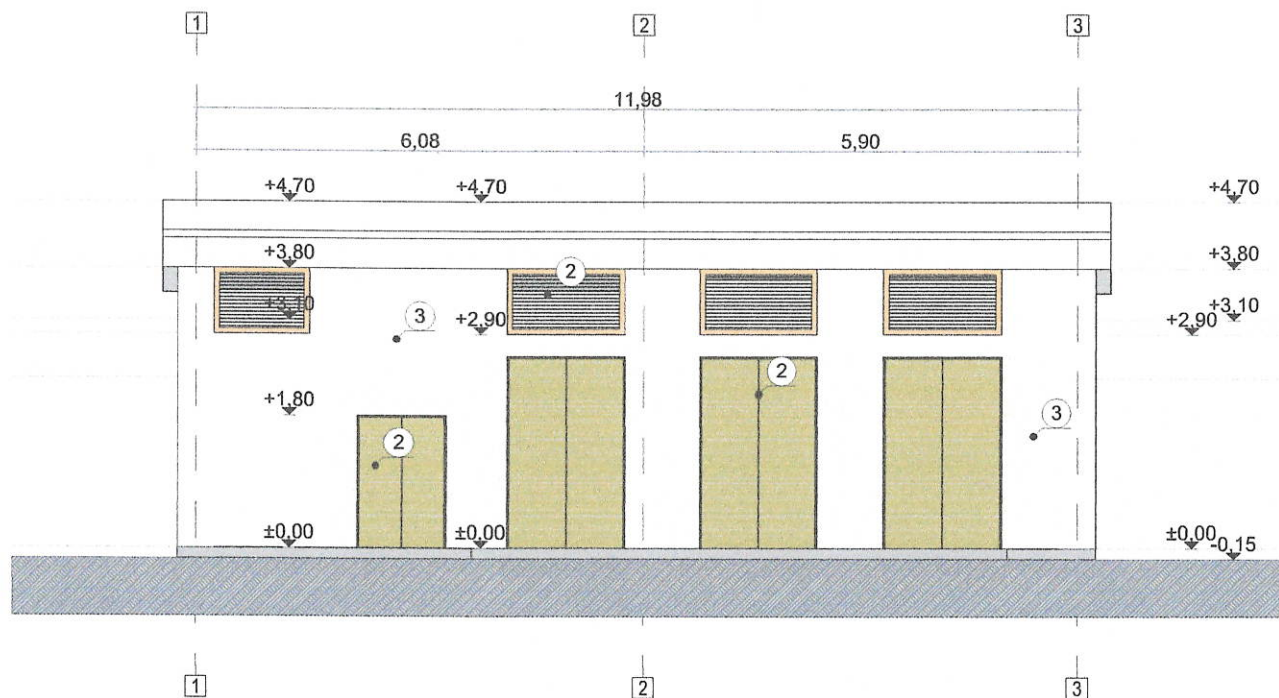 1 2 3
11,98
6,08 5,90
+4,70 +4,70 +4,70
+3,80 +3,80
2
+3,10 +3,10
3 +2,90 +2,90
2
+1,80
3
2
±0,00 ±0,00 ±0,00
-0,15
1 2 3